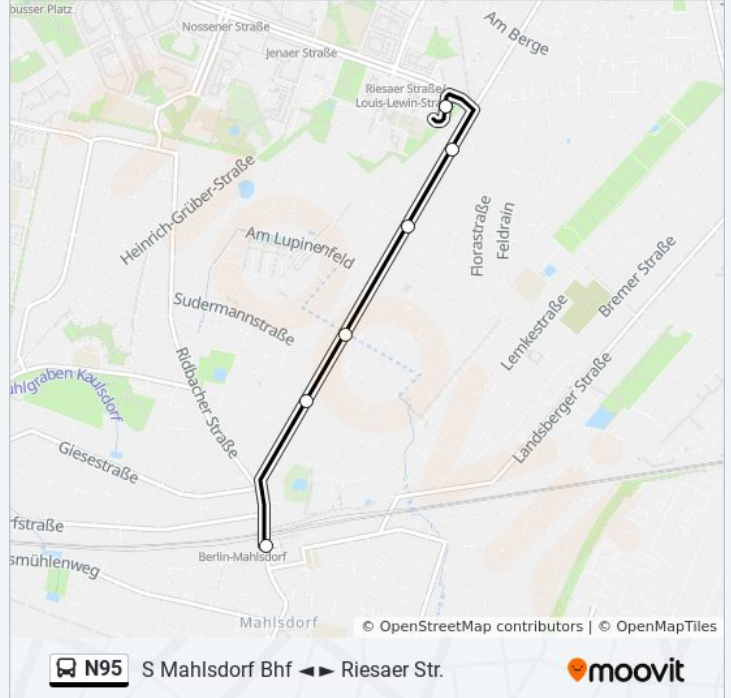 busser Platz
Nossener Straße
Jenaer Straße
Am Berge
Riesaer Straße/
Louis-Lewin-Stra
Heinrich-Grüber-Straße
Am Lupinenfeld
Florastraße
Feldrain
Sudermannstraße
Bremer Straße
Lemkestraße
Ridbacher Straße
Landsberger Straße
uhlgraben Kaulsdorf
Giesestraße
rfstraße
Berlin-Mahlsdorf
smühlenweg
Mahlsdorf
© OpenStreetMap contributors | © OpenMapTiles
N95 S Mahlsdorf Bhf ◄ ► Riesaer Str.
moovit